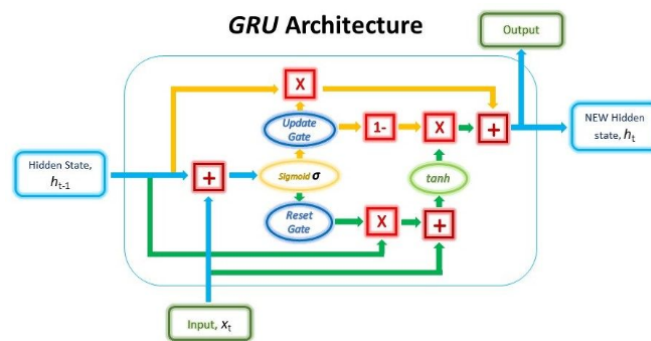 GRU Architecture
Output
X
Update
Gate
1-
X
+
NEW Hidden
state, ht
Hidden State,
ht-1
+
Sigmoid σ
tanh
Reset
Gate
X
+
Input, xt